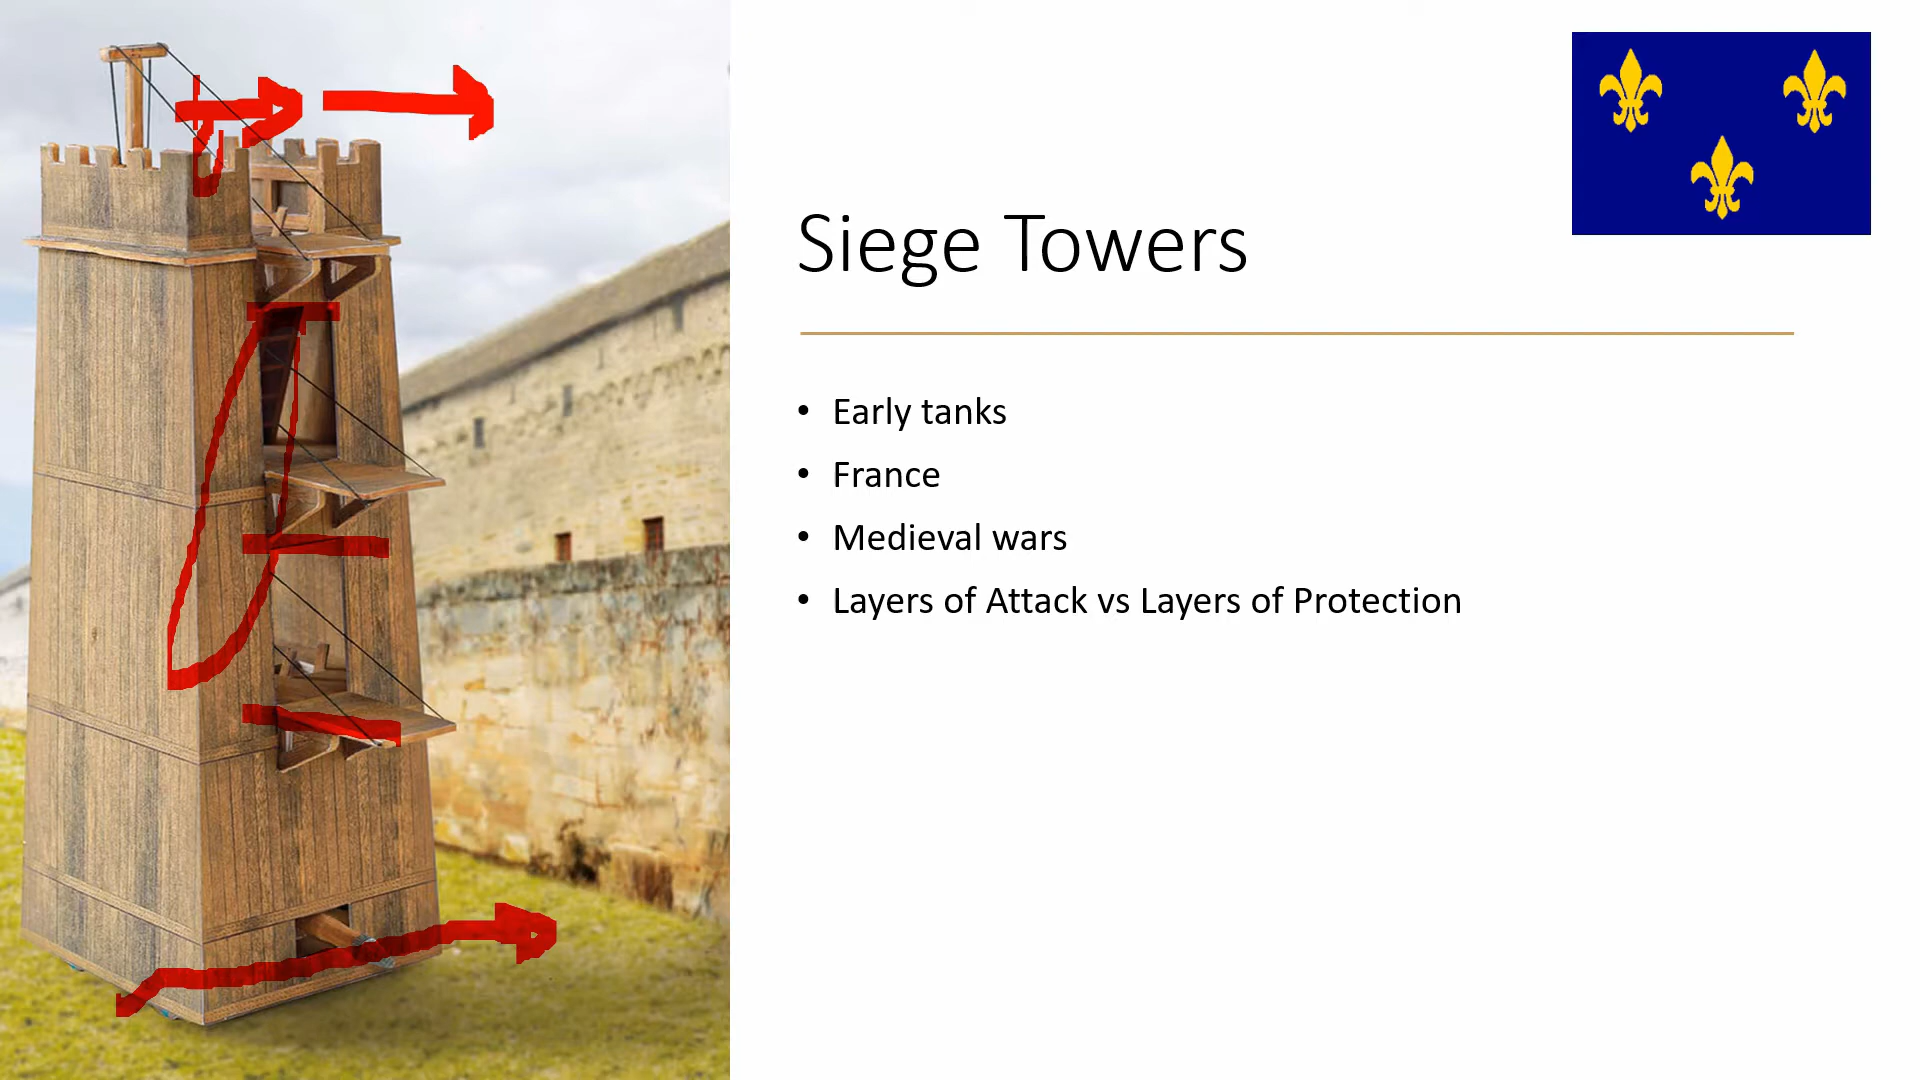 Siege Towers
• Early tanks
• France
• Medieval wars
• Layers of Attack vs Layers of Protection